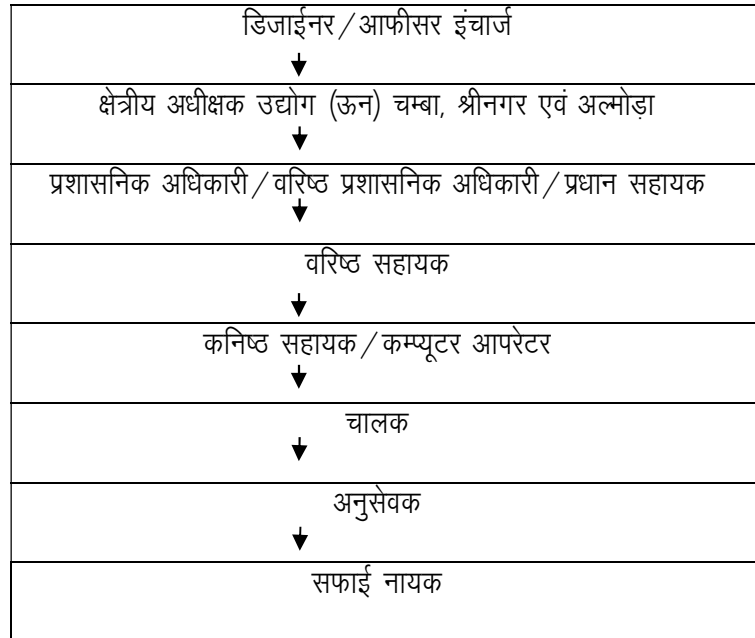 डिजाईनर/आफीसर इंचार्ज
क्षेत्रीय अधीक्षक उद्योग (ऊन) चम्बा, श्रीनगर एवं अल्मोड़ा
प्रशासनिक अधिकारी/वरिष्ठ प्रशासनिक अधिकारी/प्रधान सहायक
वरिष्ठ सहायक
कनिष्ठ सहायक/कम्प्यूटर आपरेटर
चालक
अनुसेवक
सफाई नायक